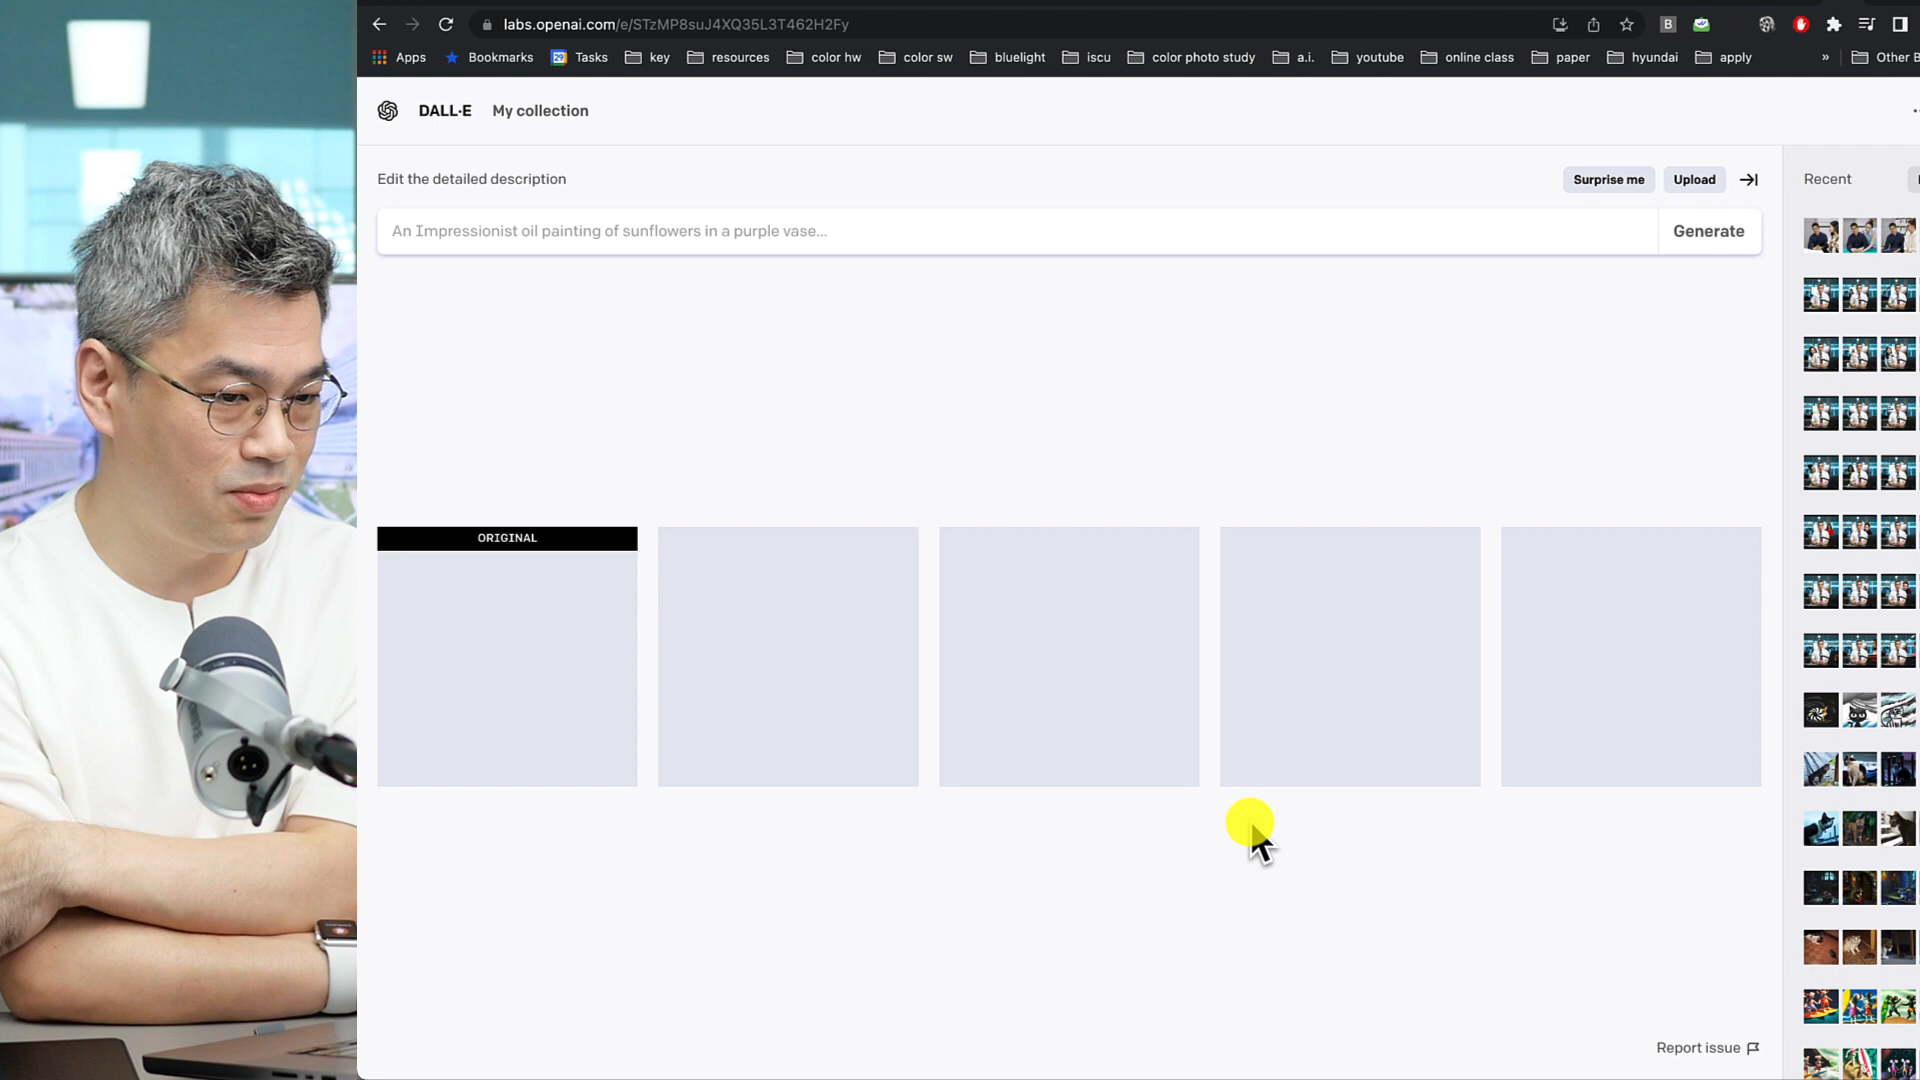 labs.openai.com/e/STzMP8suJ4XQ35L3T462H2Fy
B
Apps Bookmarks 29 Tasks key resources color hw color sw bluelight iscu color photo study a.i. youtube online class paper hyundai apply » Other B
DALL·E My collection
Edit the detailed description Surprise me Upload Recent
An Impressionist oil painting of sunflowers in a purple vase... Generate
ORIGINAL
Report issue